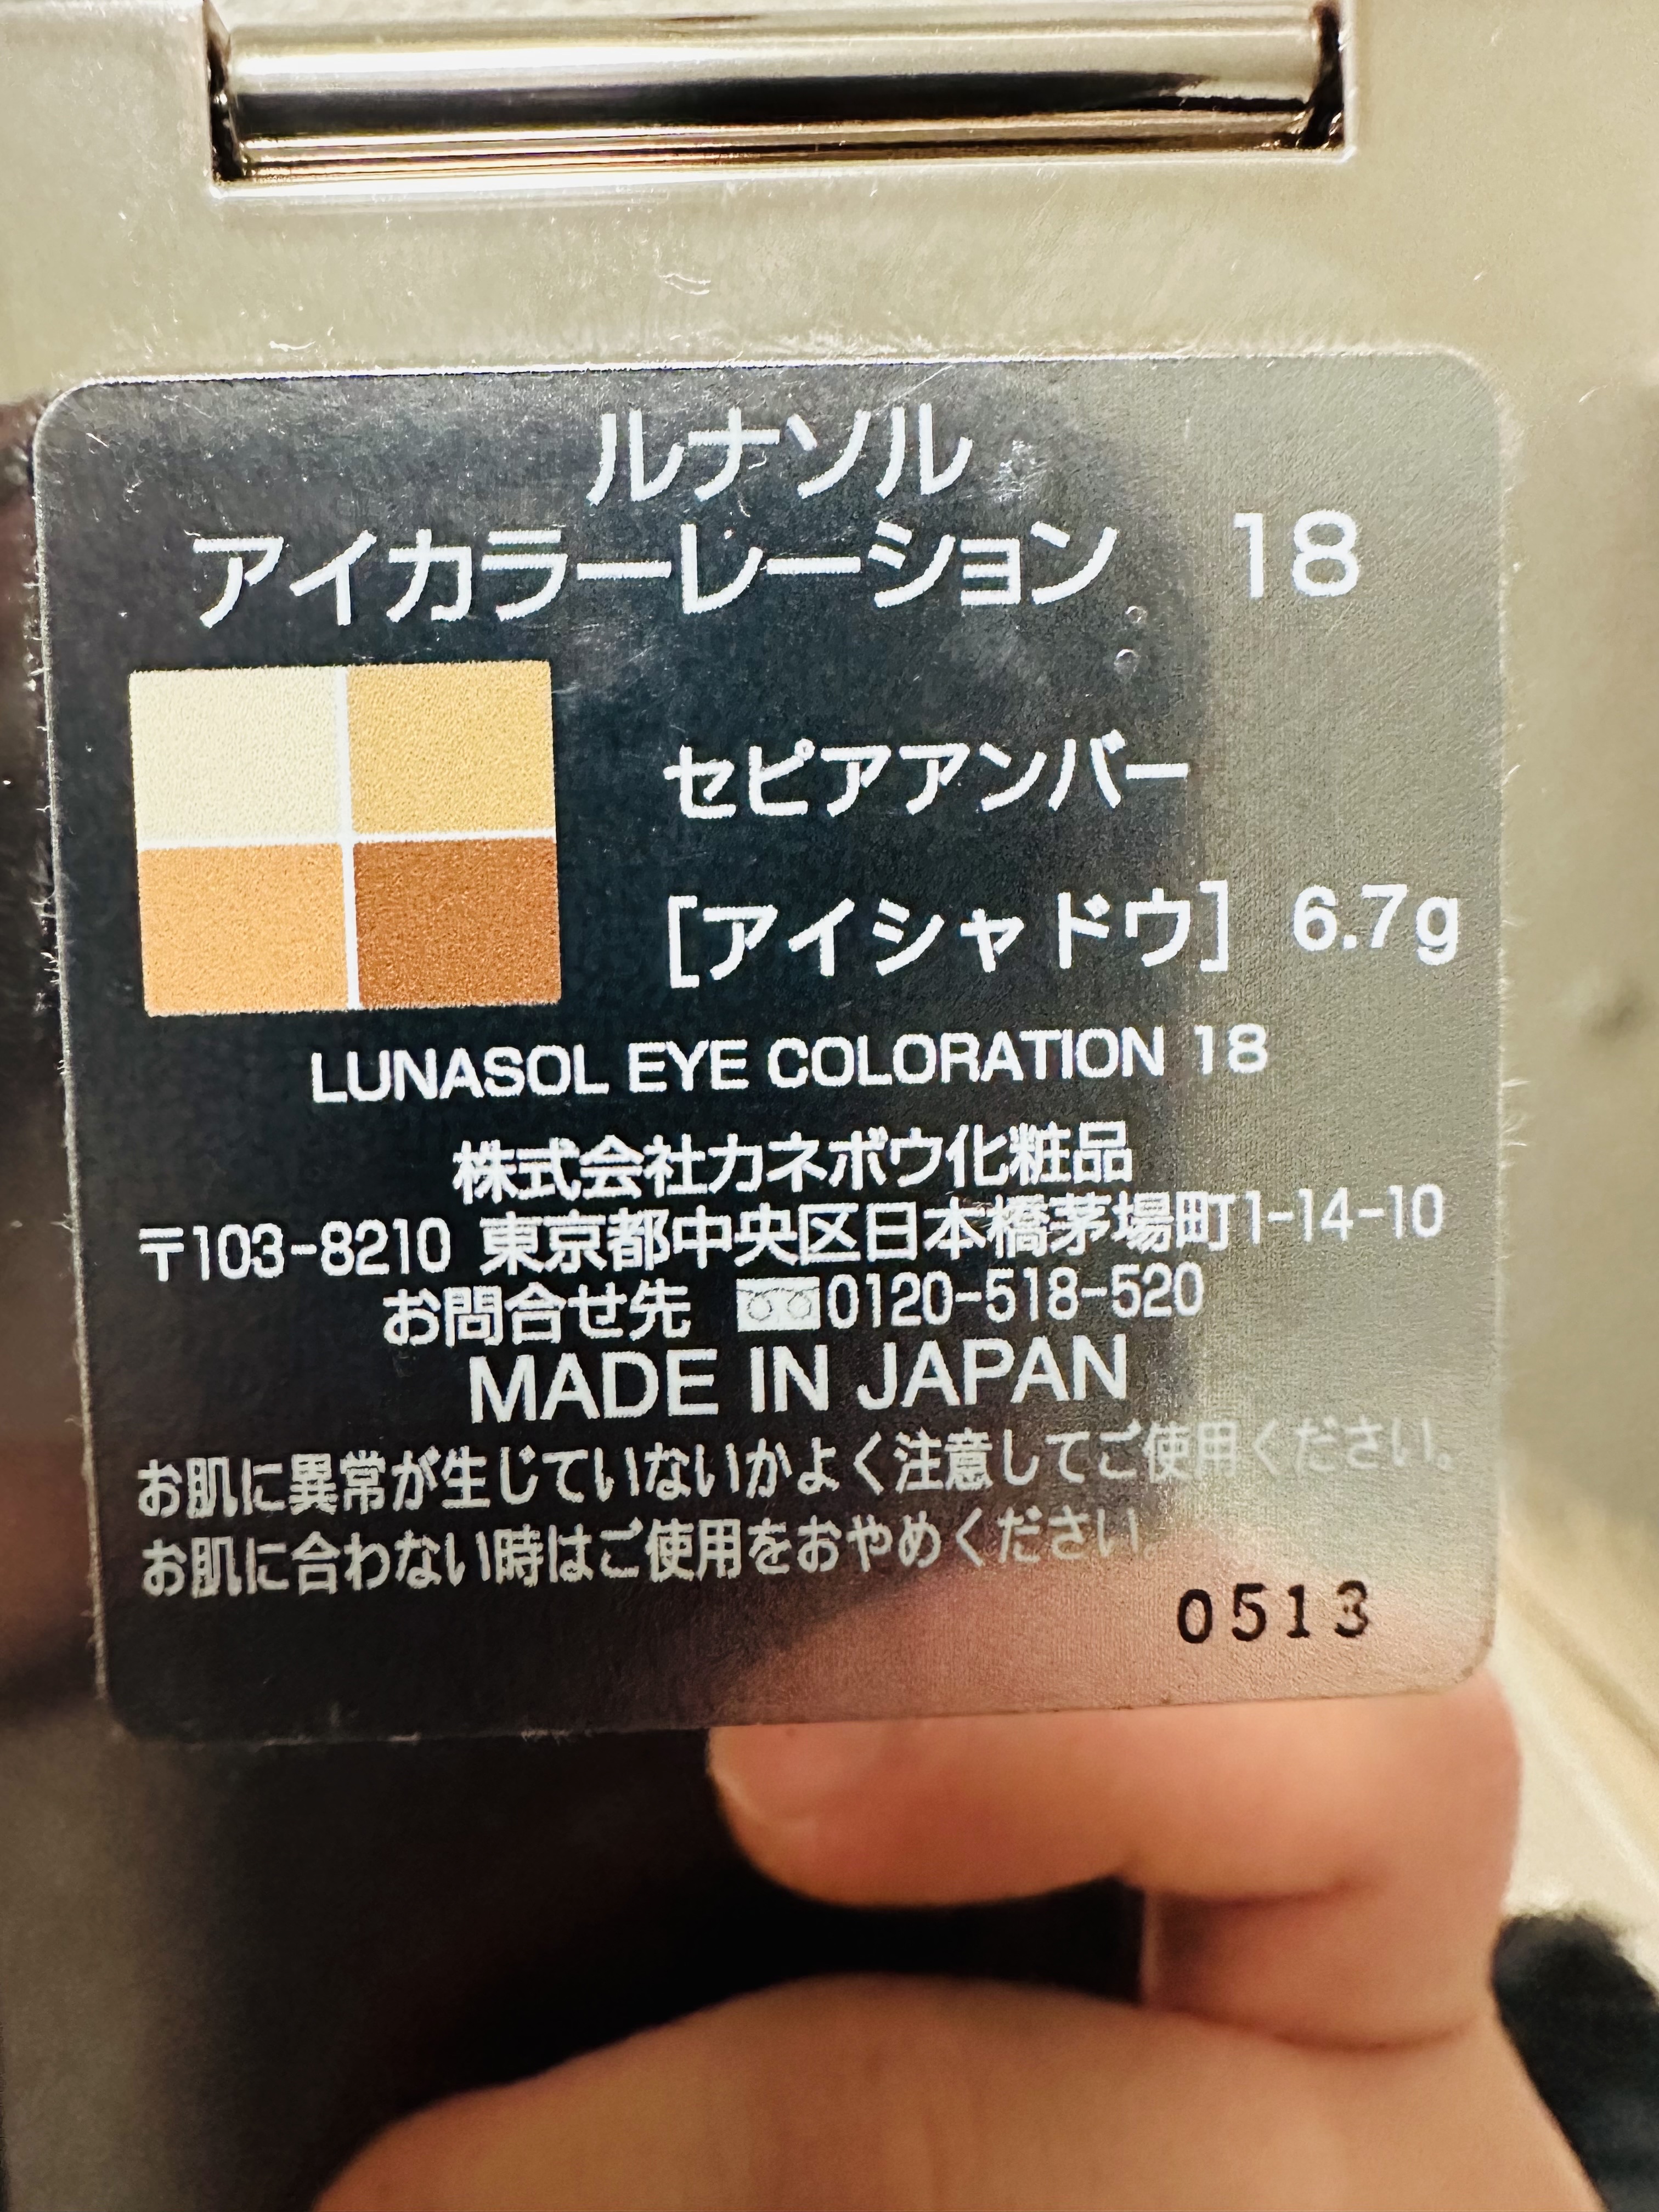 ルナソル
アイカラーレーション 18
セピアアンバー
[アイシャドウ] 6.7g
LUNASOL EYE COLORATION 18
株式会社カネボウ化粧品
〒103-8210 東京都中央区日本橋茅場町1-14-10
お問合せ先 0120-518-520
MADE IN JAPAN
お肌に異常が生じていないかよく注意してご使用ください。
お肌に合わない時はご使用をおやめください
0513